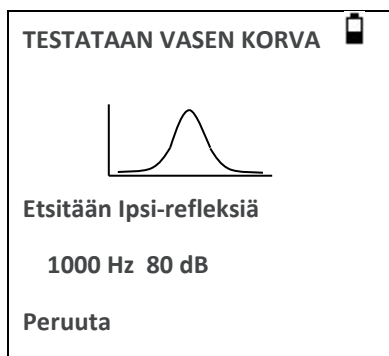 TESTATAAN VASEN KORVA
Etsitään Ipsi-refleksiä
1000 Hz 80 dB
Peruuta